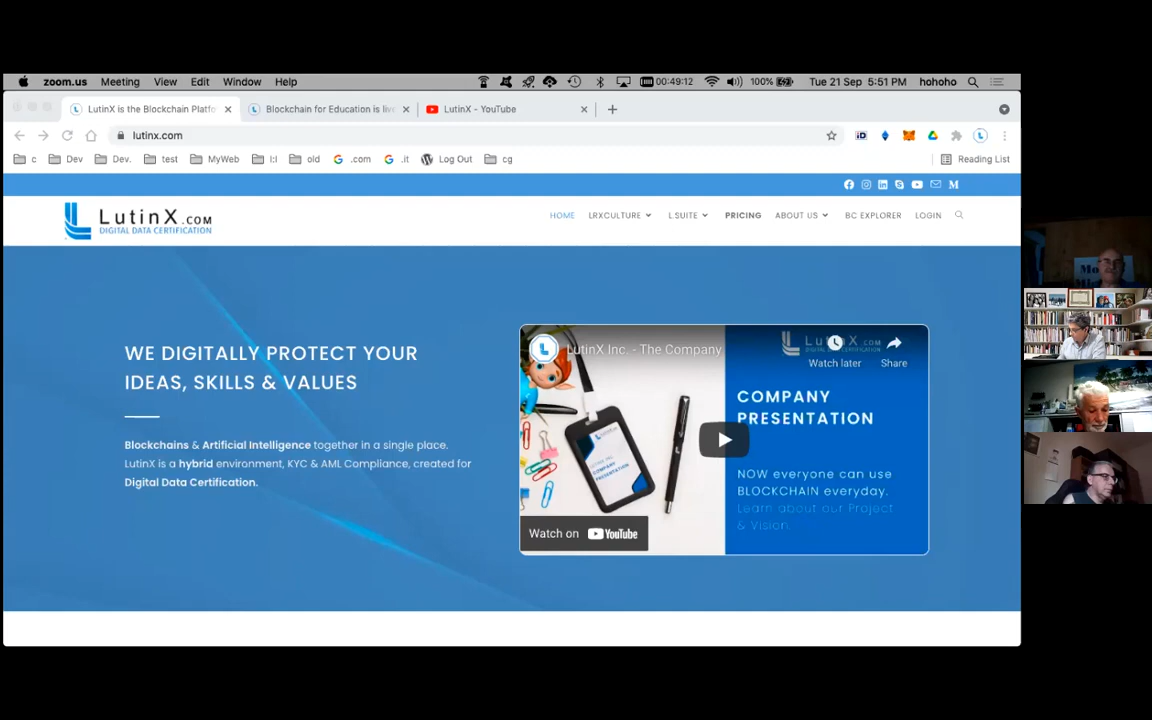 zoom.us Meeting View Edit Window Help 00:49:12 100% Tue 21 Sep 5:51 PM hohoho
LutinX is the Blockchain Platfo Blockchain for Education is live LutinX - YouTube
lutinx.com
c Dev Dev. test MyWeb l:l old .com .it Log Out cg Reading List
LutinX.COM
DIGITAL DATA CERTIFICATION
HOME LRXCULTURE L.SUITE PRICING ABOUT US BC EXPLORER LOGIN
WE DIGITALLY PROTECT YOUR
IDEAS, SKILLS & VALUES
Blockchains & Artificial Intelligence together in a single place.
LutinX is a hybrid environment, KYC & AML Compliance, created for
Digital Data Certification.
LutinX Inc. - The Company
Watch later Share
COMPANY
PRESENTATION
NOW everyone can use
BLOCKCHAIN everyday.
Learn about our Project
& Vision.
Watch on YouTube